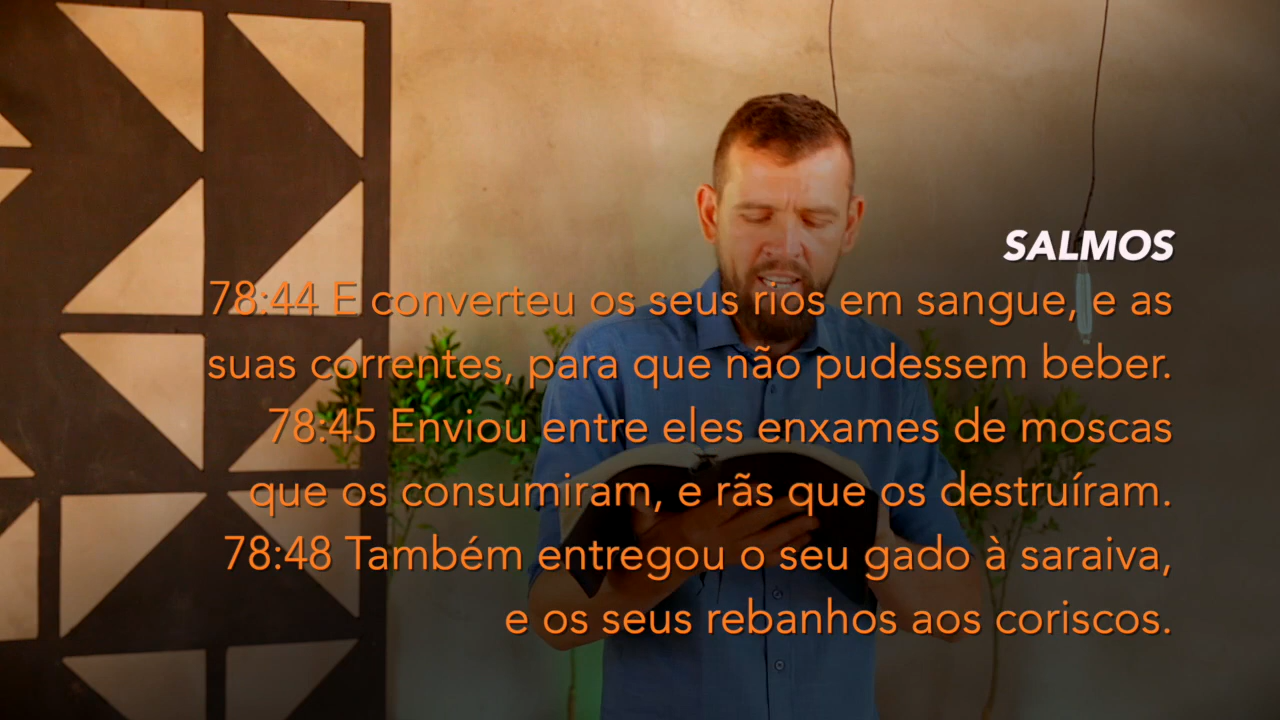 SALMOS
78:44 E converteu os seus rios em sangue, e as
suas correntes, para que não pudessem beber.
78:45 Enviou entre eles enxames de moscas
que os consumiram, e rãs que os destruíram.
78:48 Também entregou o seu gado à saraiva,
e os seus rebanhos aos coriscos.